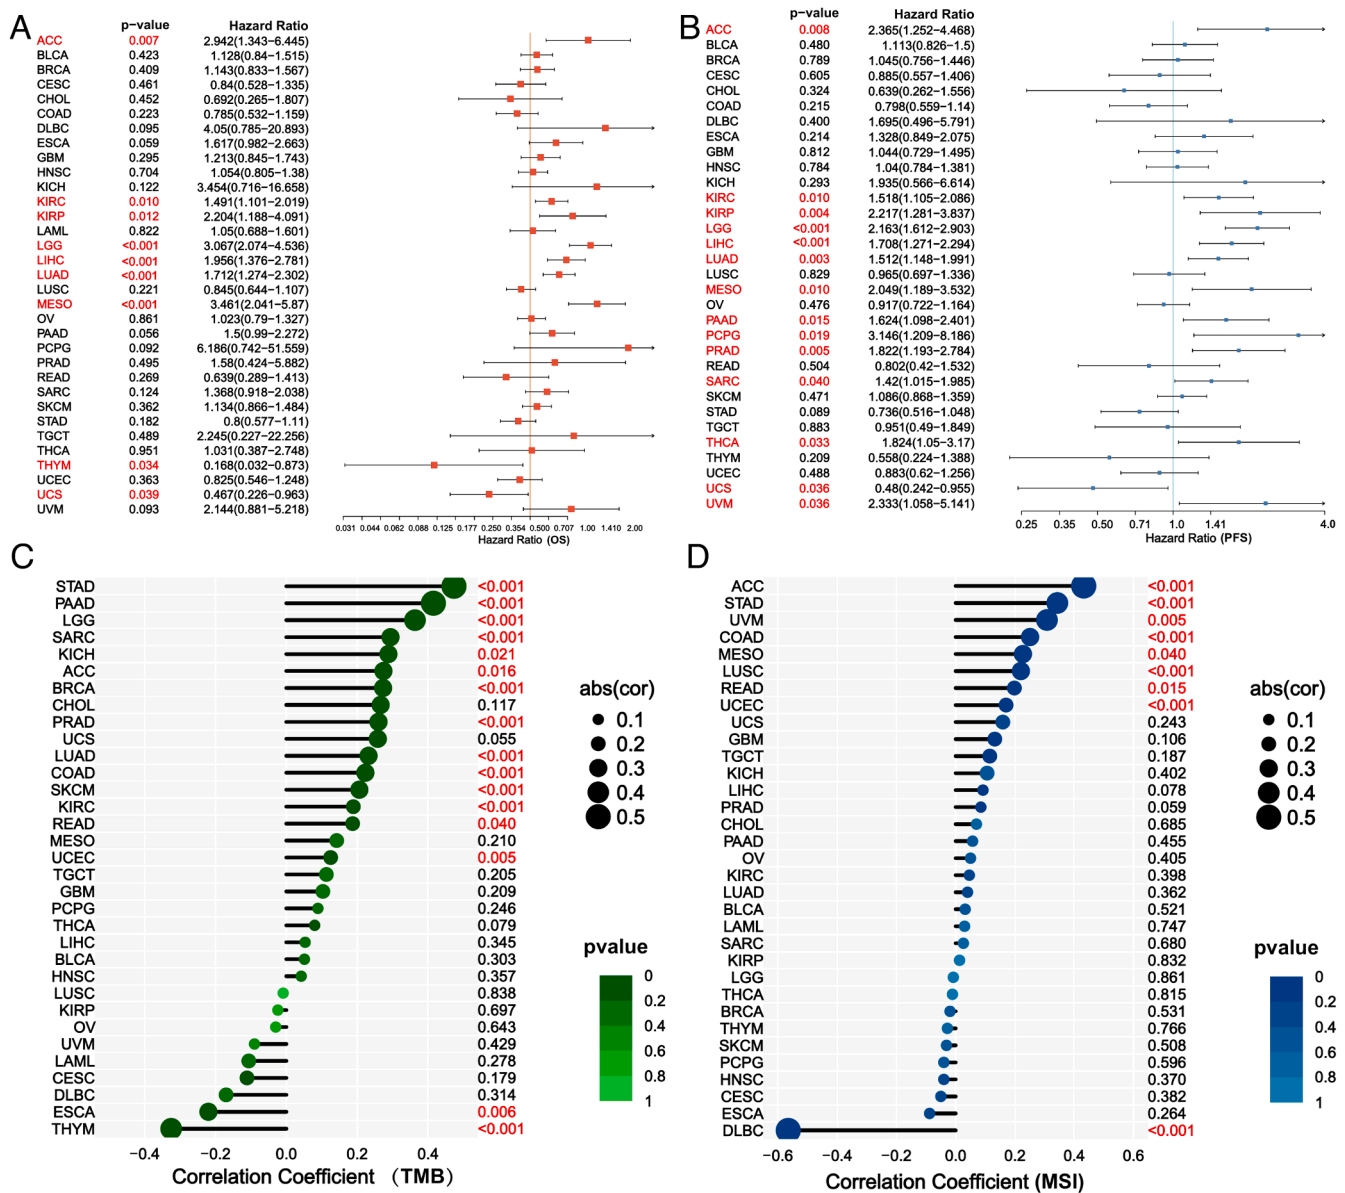 A
p-value Hazard Ratio
ACC 0.007 2.942(1.343-6.445)
BLCA 0.423 1.128(0.84-1.515)
BRCA 0.409 1.143(0.833-1.567)
CESC 0.461 0.84(0.528-1.335)
CHOL 0.452 0.692(0.265-1.807)
COAD 0.223 0.785(0.532-1.159)
DLBC 0.095 4.05(0.785-20.893)
ESCA 0.059 1.617(0.982-2.663)
GBM 0.295 1.213(0.845-1.743)
HNSC 0.704 1.054(0.805-1.38)
KICH 0.122 3.454(0.716-16.658)
KIRC 0.010 1.491(1.101-2.019)
KIRP 0.012 2.204(1.188-4.091)
LAML 0.822 1.05(0.688-1.601)
LGG <0.001 3.067(2.074-4.536)
LIHC <0.001 1.956(1.376-2.781)
LUAD <0.001 1.712(1.274-2.302)
LUSC 0.221 0.845(0.644-1.107)
MESO <0.001 3.461(2.041-5.87)
OV 0.861 1.023(0.79-1.327)
PAAD 0.056 1.5(0.99-2.272)
PCPG 0.092 6.186(0.742-51.559)
PRAD 0.495 1.58(0.424-5.882)
READ 0.269 0.639(0.289-1.413)
SARC 0.124 1.368(0.918-2.038)
SKCM 0.362 1.134(0.866-1.484)
STAD 0.182 0.8(0.577-1.11)
TGCT 0.489 2.245(0.227-22.256)
THCA 0.951 1.031(0.387-2.748)
THYM 0.034 0.168(0.032-0.873)
UCEC 0.363 0.825(0.546-1.248)
UCS 0.039 0.467(0.226-0.963)
UVM 0.093 2.144(0.881-5.218)
0.031 0.044 0.062 0.088 0.125 0.177 0.250 0.354 0.500 0.707 1.00 1.410 2.00
Hazard Ratio (OS)
B
p-value Hazard Ratio
ACC 0.008 2.365(1.252-4.468)
BLCA 0.480 1.113(0.826-1.5)
BRCA 0.789 1.045(0.756-1.446)
CESC 0.605 0.885(0.557-1.406)
CHOL 0.324 0.639(0.262-1.556)
COAD 0.215 0.798(0.559-1.14)
DLBC 0.400 1.695(0.496-5.791)
ESCA 0.214 1.328(0.849-2.075)
GBM 0.812 1.044(0.729-1.495)
HNSC 0.784 1.04(0.784-1.381)
KICH 0.293 1.935(0.566-6.614)
KIRC 0.010 1.518(1.105-2.086)
KIRP 0.004 2.217(1.281-3.837)
LGG <0.001 2.163(1.612-2.903)
LIHC <0.001 1.708(1.271-2.294)
LUAD 0.003 1.512(1.148-1.991)
LUSC 0.829 0.965(0.697-1.336)
MESO 0.010 2.049(1.189-3.532)
OV 0.476 0.917(0.722-1.164)
PAAD 0.015 1.624(1.098-2.401)
PCPG 0.019 3.146(1.209-8.186)
PRAD 0.005 1.822(1.193-2.784)
READ 0.504 0.802(0.42-1.532)
SARC 0.040 1.42(1.015-1.985)
SKCM 0.471 1.086(0.868-1.359)
STAD 0.089 0.736(0.516-1.048)
TGCT 0.883 0.951(0.49-1.849)
THCA 0.033 1.824(1.05-3.17)
THYM 0.209 0.558(0.224-1.388)
UCEC 0.488 0.883(0.62-1.256)
UCS 0.036 0.48(0.242-0.955)
UVM 0.036 2.333(1.058-5.141)
0.25 0.35 0.50 0.71 1.0 1.41 4.0
Hazard Ratio (PFS)
C
STAD <0.001
PAAD <0.001
LGG <0.001
SARC <0.001
KICH 0.021
ACC 0.016
BRCA <0.001
CHOL 0.117
PRAD <0.001
UCS 0.055
LUAD <0.001
COAD <0.001
SKCM <0.001
KIRC <0.001
READ 0.040
MESO 0.210
UCEC 0.005
TGCT 0.205
GBM 0.209
PCPG 0.246
THCA 0.079
LIHC 0.345
BLCA 0.303
HNSC 0.357
LUSC 0.838
KIRP 0.697
OV 0.643
UVM 0.429
LAML 0.278
CESC 0.179
DLBC 0.314
ESCA 0.006
THYM <0.001
-0.4 -0.2 0.0 0.2 0.4
Correlation Coefficient （TMB）
abs(cor)
0.1
0.2
0.3
0.4
0.5
pvalue
0
0.2
0.4
0.6
0.8
1
D
ACC <0.001
STAD <0.001
UVM 0.005
COAD <0.001
MESO 0.040
LUSC <0.001
READ 0.015
UCEC <0.001
UCS 0.243
GBM 0.106
TGCT 0.187
KICH 0.402
LIHC 0.078
PRAD 0.059
CHOL 0.685
PAAD 0.455
OV 0.405
KIRC 0.398
LUAD 0.362
BLCA 0.521
LAML 0.747
SARC 0.680
KIRP 0.832
LGG 0.861
THCA 0.815
BRCA 0.531
THYM 0.766
SKCM 0.508
PCPG 0.596
HNSC 0.370
CESC 0.382
ESCA 0.264
DLBC <0.001
-0.6 -0.4 -0.2 0.0 0.2 0.4 0.6
Correlation Coefficient (MSI)
abs(cor)
0.1
0.2
0.3
0.4
0.5
pvalue
0
0.2
0.4
0.6
0.8
1